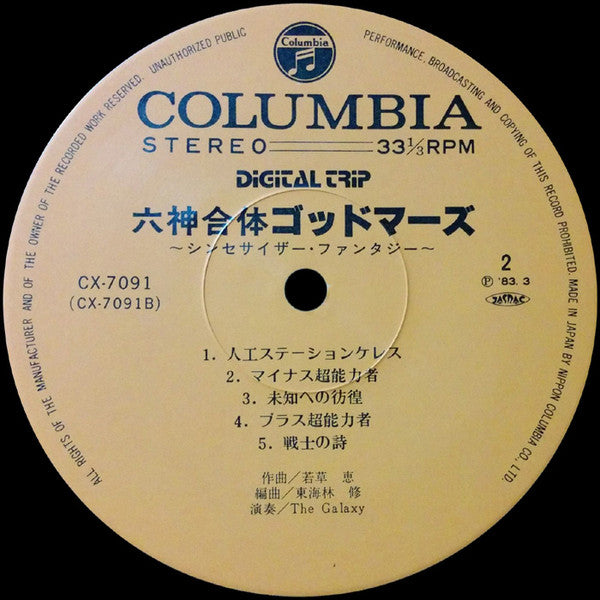 ALL RIGHTS OF THE MANUFACTURER AND OF THE OWNER OF THE RECORDED WORK RESERVED. UNAUTHORIZED PUBLIC PERFORMANCE, BROADCASTING AND COPYING OF THIS RECORD PROHIBITED. MADE IN JAPAN BY NIPPON COLUMBIA CO., LTD.
Columbia
COLUMBIA
STEREO 33⅓RPM
DIGITAL TRIP
六神合体ゴッドマーズ
～シンセサイザー・ファンタジー～
CX-7091
(CX-7091B)
2
Ⓟ '83. 3
1. 人工ステーションケレス
2. マイナス超能力者
3. 未知への彷徨
4. プラス超能力者
5. 戦士の詩
作曲／若草 恵
編曲／東海林 修
演奏／The Galaxy